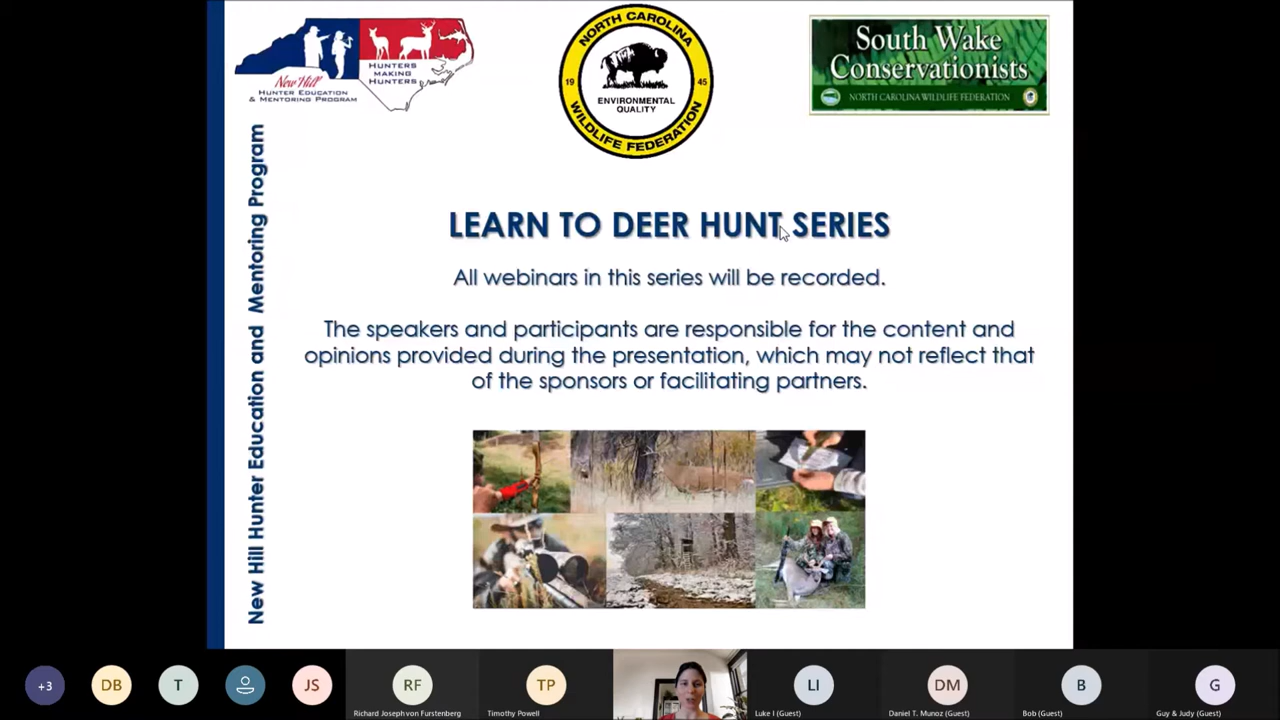 New Hill
HUNTER EDUCATION
& MENTORING PROGRAM
HUNTERS
MAKING
HUNTERS
NORTH CAROLINA
19
45
ENVIRONMENTAL
QUALITY
WILDLIFE FEDERATION
South Wake
Conservationists
NORTH CAROLINA WILDLIFE FEDERATION
New Hill Hunter Education and Mentoring Program
LEARN TO DEER HUNT SERIES
All webinars in this series will be recorded.
The speakers and participants are responsible for the content and
opinions provided during the presentation, which may not reflect that
of the sponsors or facilitating partners.
+3
DB
T
JS
RF
Richard Joseph von Furstenberg
TP
Timothy Powell
LI
Luke I (Guest)
DM
Daniel T. Munoz (Guest)
B
Bob (Guest)
G
Guy & Judy (Guest)